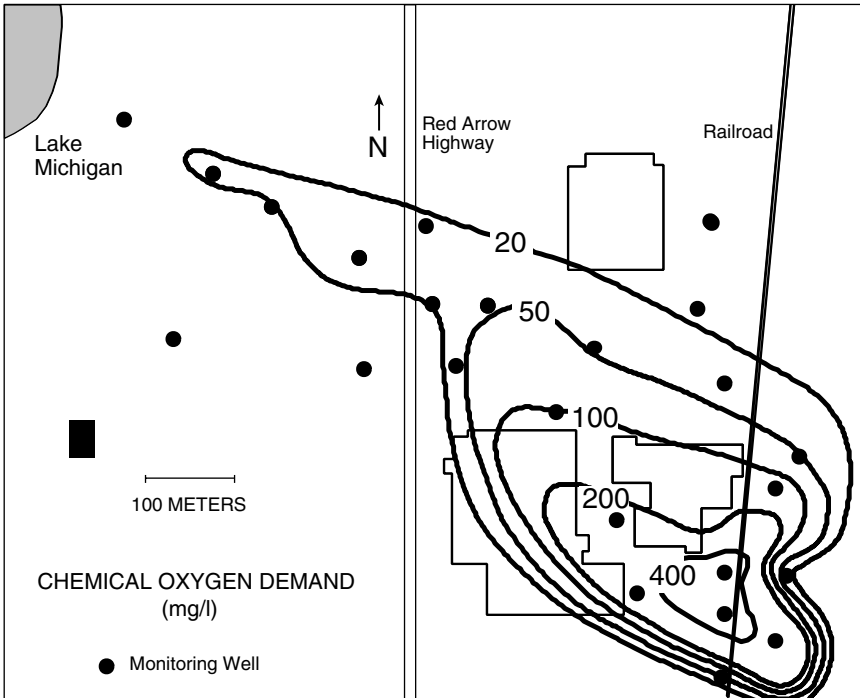 Lake
Michigan
N
Red Arrow
Highway
Railroad
20
50
100
200
400
100 METERS
CHEMICAL OXYGEN DEMAND
(mg/l)
Monitoring Well